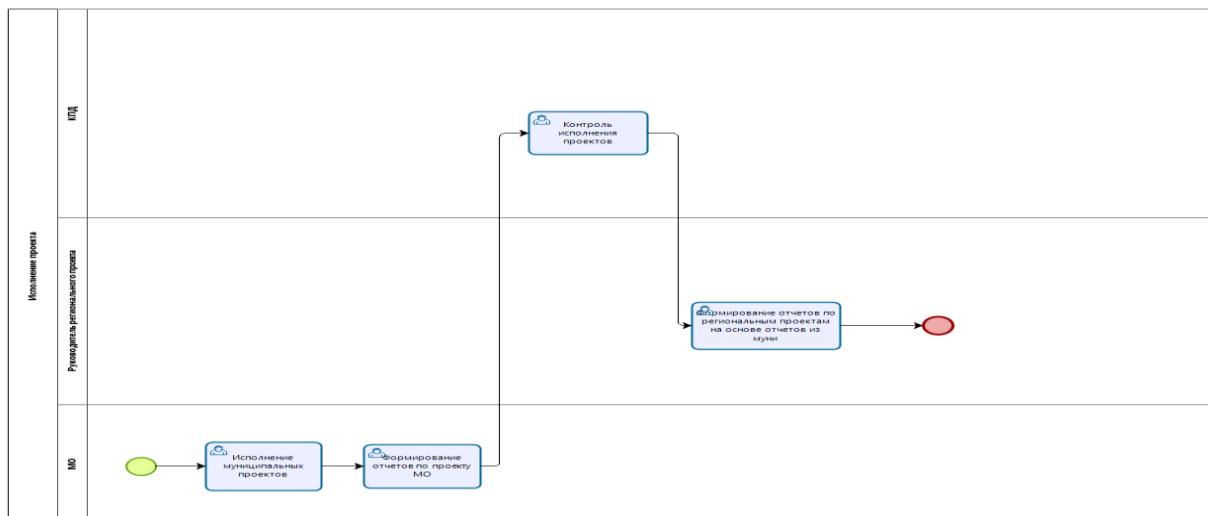 Исполнение проекта
КПД
Контроль
исполнения
проектов
Руководитель регионального проекта
Формирование отчетов по
региональным проектам
на основе отчетов из
муни
МО
Исполнение
муниципальных
проектов
Формирование
отчетов по проекту
МО